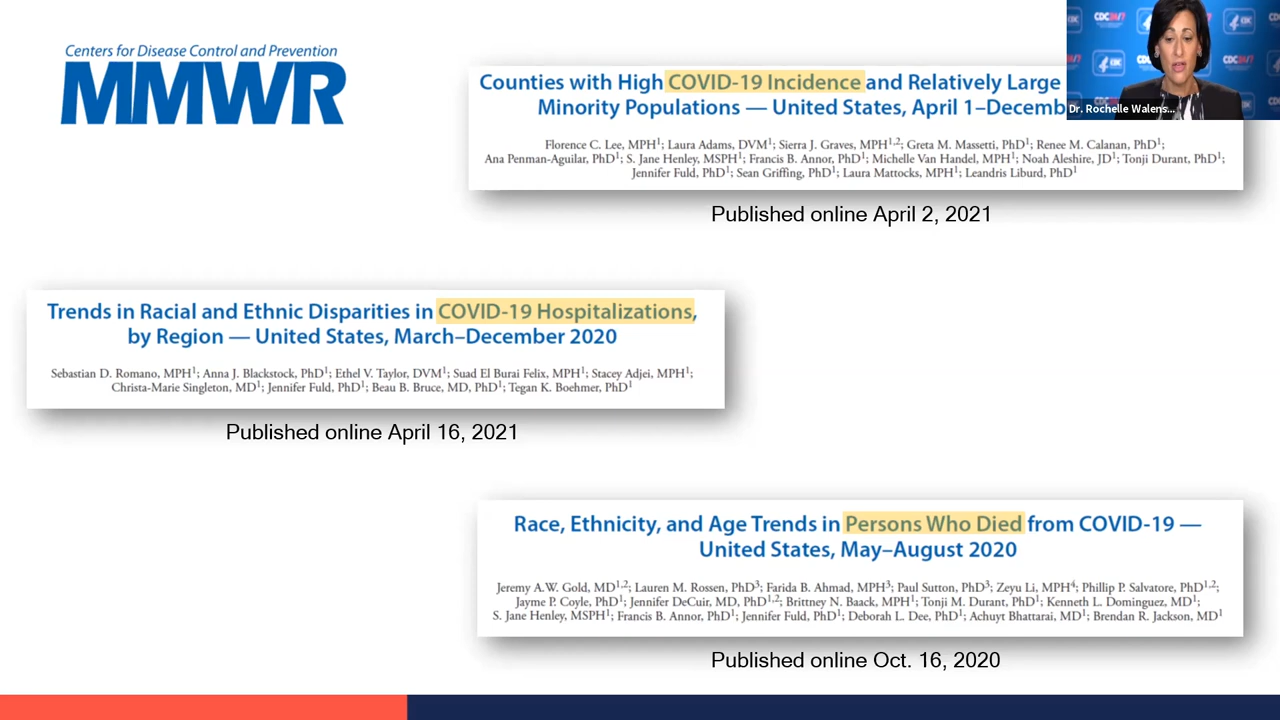 Centers for Disease Control and Prevention
MMWR
CDC 24/7
CDC
Dr. Rochelle Walens...
Counties with High COVID-19 Incidence and Relatively Large
Minority Populations — United States, April 1–Decemb
Florence C. Lee, MPH¹; Laura Adams, DVM¹; Sierra J. Graves, MPH¹,²; Greta M. Massetti, PhD¹; Renee M. Calanan, PhD¹;
Ana Penman-Aguilar, PhD¹; S. Jane Henley, MSPH¹; Francis B. Annor, PhD¹; Michelle Van Handel, MPH¹; Noah Aleshire, JD¹; Tonji Durant, PhD¹;
Jennifer Fuld, PhD¹; Sean Griffing, PhD¹; Laura Mattocks, MPH¹; Leandris Liburd, PhD¹
Published online April 2, 2021
Trends in Racial and Ethnic Disparities in COVID-19 Hospitalizations,
by Region — United States, March–December 2020
Sebastian D. Romano, MPH¹; Anna J. Blackstock, PhD¹; Ethel V. Taylor, DVM¹; Suad El Burai Felix, MPH¹; Stacey Adjei, MPH¹;
Christa-Marie Singleton, MD¹; Jennifer Fuld, PhD¹; Beau B. Bruce, MD, PhD¹; Tegan K. Boehmer, PhD¹
Published online April 16, 2021
Race, Ethnicity, and Age Trends in Persons Who Died from COVID-19 —
United States, May–August 2020
Jeremy A.W. Gold, MD¹,²; Lauren M. Rossen, PhD³; Farida B. Ahmad, MPH³; Paul Sutton, PhD³; Zeyu Li, MPH⁴; Phillip P. Salvatore, PhD¹,²;
Jayme P. Coyle, PhD¹; Jennifer DeCuir, MD, PhD¹,²; Brittney N. Baack, MPH¹; Tonji M. Durant, PhD¹; Kenneth L. Dominguez, MD¹;
S. Jane Henley, MSPH¹; Francis B. Annor, PhD¹; Jennifer Fuld, PhD¹; Deborah L. Dee, PhD¹; Achuyt Bhattarai, MD¹; Brendan R. Jackson, MD¹
Published online Oct. 16, 2020